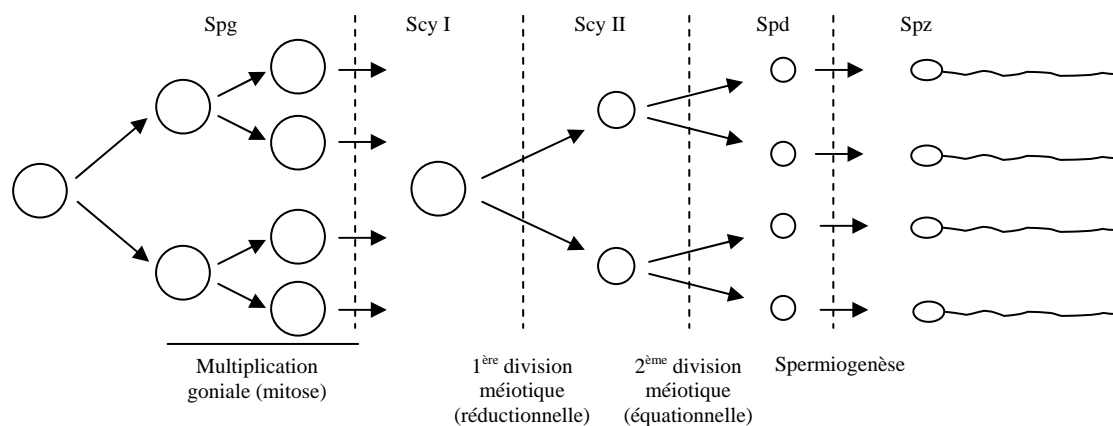 Spg Scy I Scy II Spd Spz
Multiplication
goniale (mitose)
1ère division
méiotique
(réductionnelle)
2ème division
méiotique
(équationnelle)
Spermiogenèse